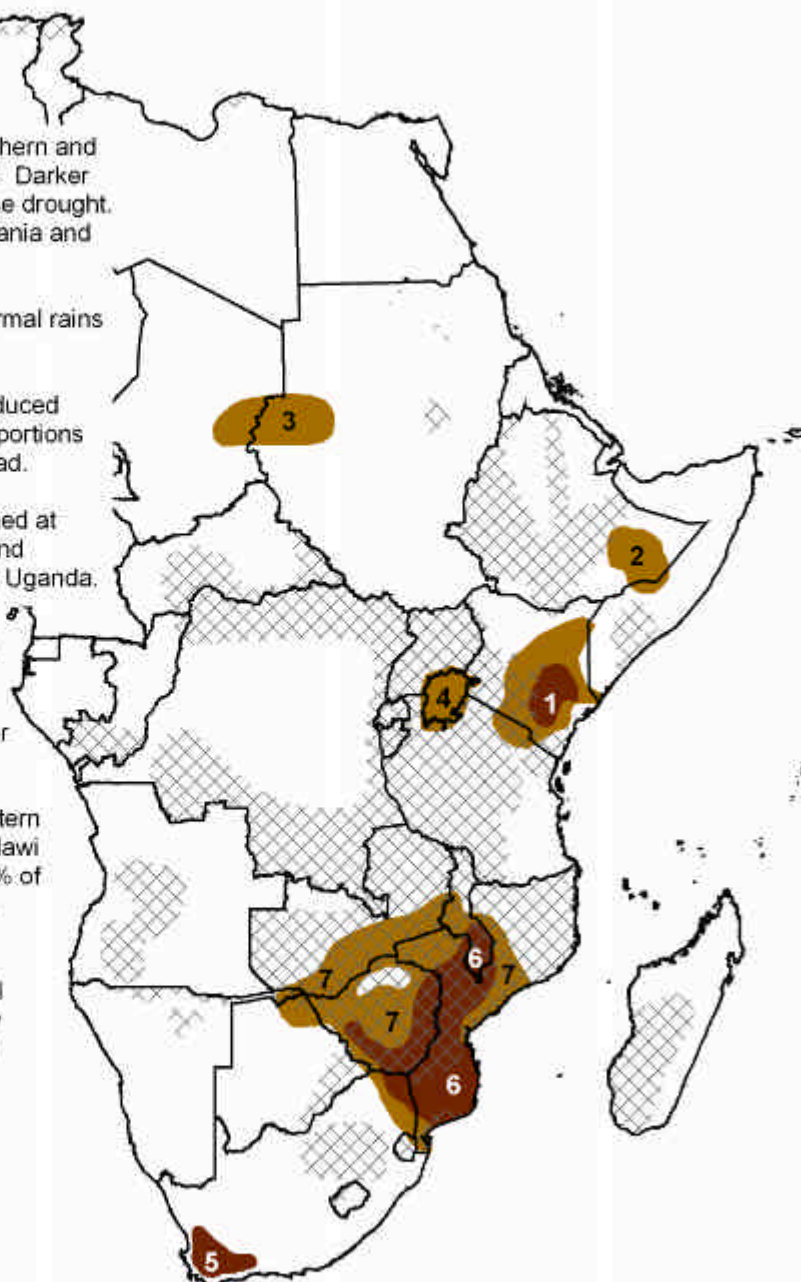 hern and
Darker
e drought.
ania and
rmal rains
duced
portions
ad.
ed at
nd
Uganda.
r
tern
lawi
% of
3
2
4
1
6
7
7
7
6
5